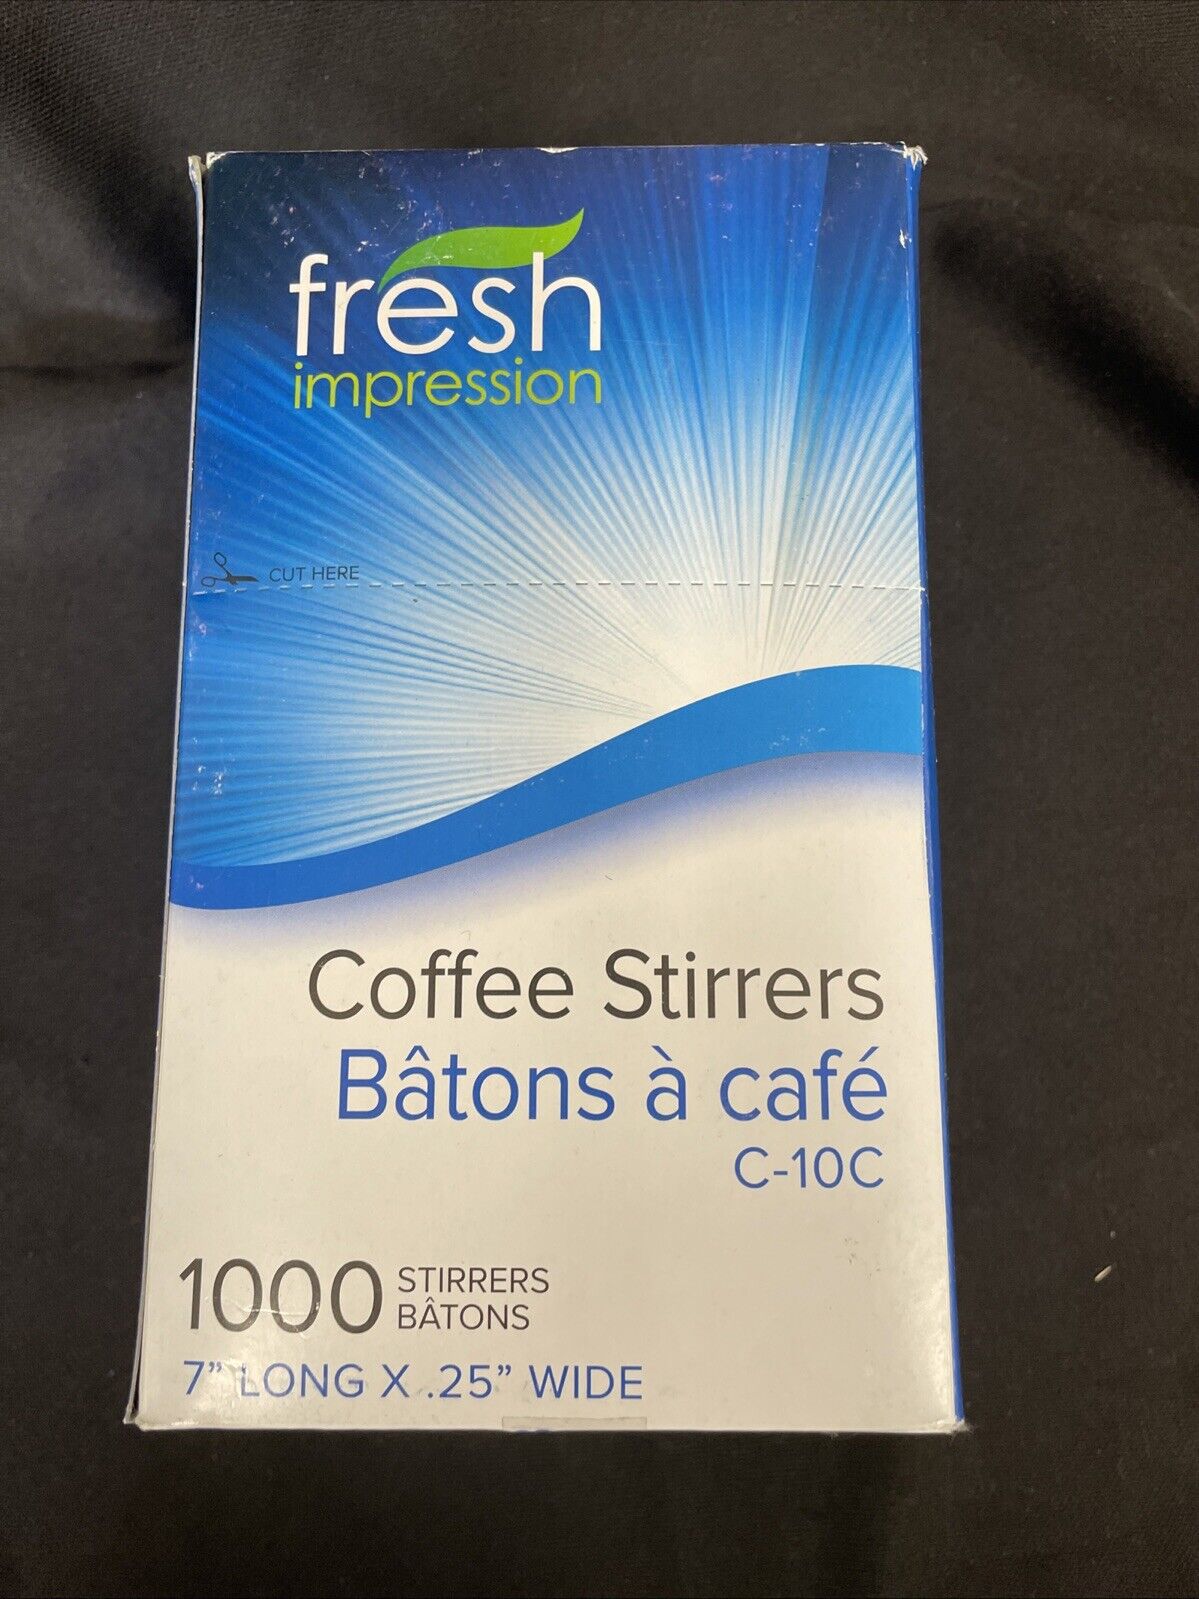 fresh
impression
CUT HERE
Coffee Stirrers
Bâtons à café
C-10C
1000 STIRRERS
BÂTONS
7” LONG X .25” WIDE